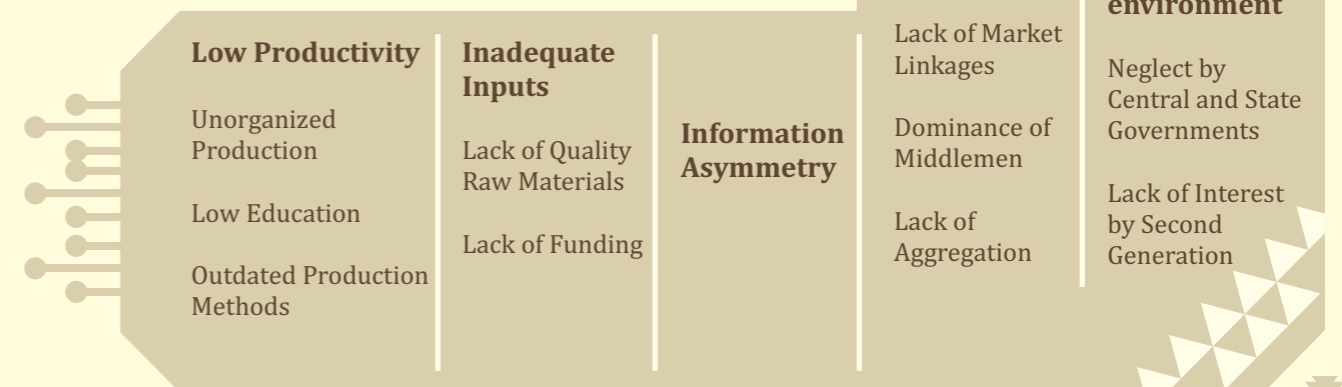 Low Productivity
Unorganized
Production
Low Education
Outdated Production
Methods
Inadequate
Inputs
Lack of Quality
Raw Materials
Lack of Funding
Information
Asymmetry
Lack of Market
Linkages
Dominance of
Middlemen
Lack of
Aggregation
environment
Neglect by
Central and State
Governments
Lack of Interest
by Second
Generation